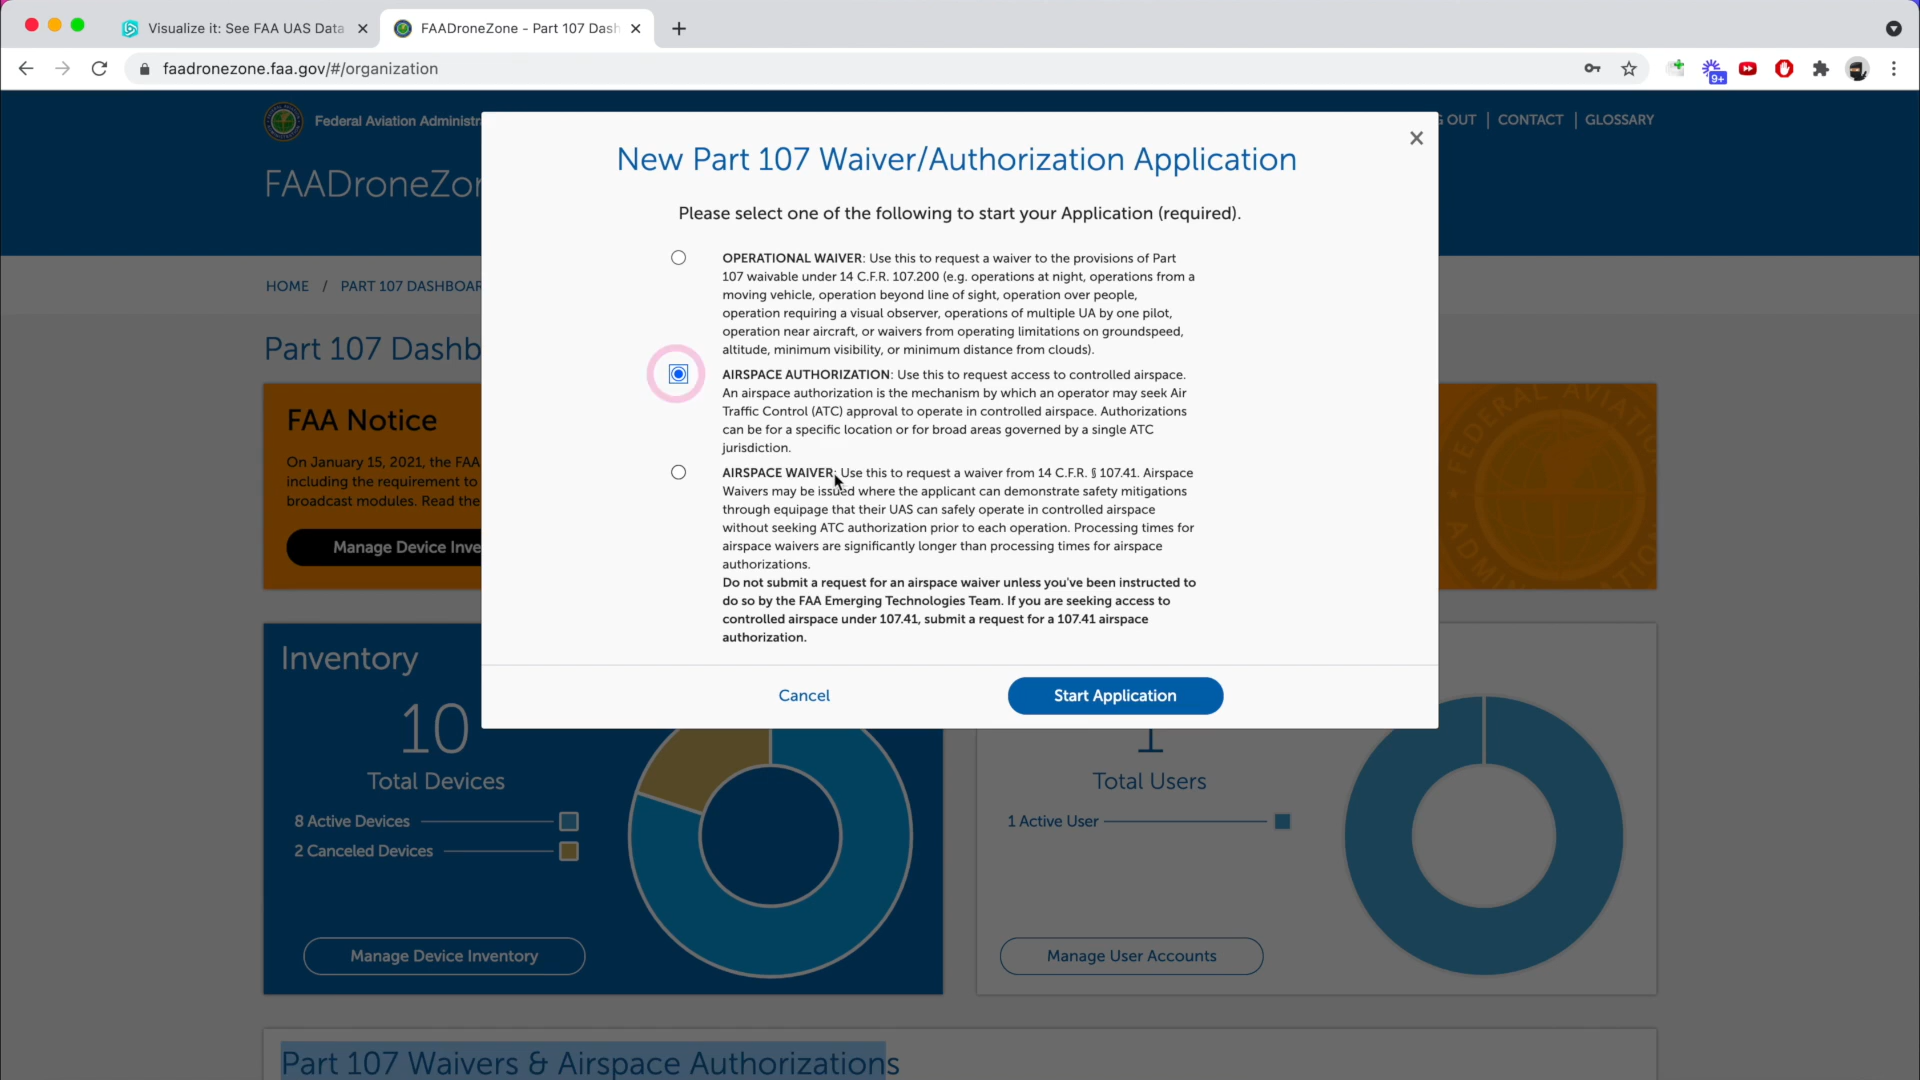 Visualize it: See FAA UAS Data
FAADroneZone - Part 107 Dash
faadronezone.faa.gov/#/organization
9+
Federal Aviation Administr
G OUT | CONTACT | GLOSSARY
FAADroneZo
HOME / PART 107 DASHBOAR
Part 107 Dashb
FAA Notice
On January 15, 2021, the FAA
including the requirement to
broadcast modules. Read the
Manage Device Inve
New Part 107 Waiver/Authorization Application
Please select one of the following to start your Application (required).
OPERATIONAL WAIVER: Use this to request a waiver to the provisions of Part
107 waivable under 14 C.F.R. 107.200 (e.g. operations at night, operations from a
moving vehicle, operation beyond line of sight, operation over people,
operation requiring a visual observer, operations of multiple UA by one pilot,
operation near aircraft, or waivers from operating limitations on groundspeed,
altitude, minimum visibility, or minimum distance from clouds).
AIRSPACE AUTHORIZATION: Use this to request access to controlled airspace.
An airspace authorization is the mechanism by which an operator may seek Air
Traffic Control (ATC) approval to operate in controlled airspace. Authorizations
can be for a specific location or for broad areas governed by a single ATC
jurisdiction.
AIRSPACE WAIVER: Use this to request a waiver from 14 C.F.R. § 107.41. Airspace
Waivers may be issued where the applicant can demonstrate safety mitigations
through equipage that their UAS can safely operate in controlled airspace
without seeking ATC authorization prior to each operation. Processing times for
airspace waivers are significantly longer than processing times for airspace
authorizations.
Do not submit a request for an airspace waiver unless you've been instructed to
do so by the FAA Emerging Technologies Team. If you are seeking access to
controlled airspace under 107.41, submit a request for a 107.41 airspace
authorization.
Cancel
Start Application
Inventory
10
Total Devices
8 Active Devices
2 Canceled Devices
Manage Device Inventory
1
Total Users
1 Active User
Manage User Accounts
Part 107 Waivers & Airspace Authorizations